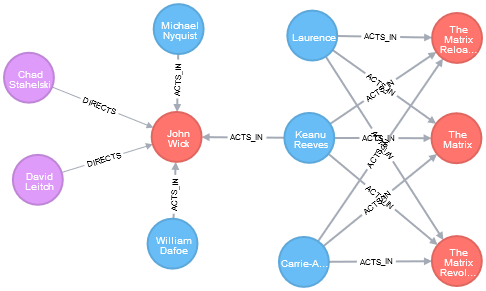 Michael
Nyquist
Laurence
ACTS_IN
The
Matrix
Reloa...
Chad
Stahelski
ACTS_IN
ACTS_IN
ACTS_IN
DIRECTS
John
Wick
ACTS_IN
Keanu
Reeves
ACTS_IN
The
Matrix
ACTS_IN
ACTS_IN
DIRECTS
David
Leitch
ACTS_IN
ACTS_IN
ACTS_IN
William
Dafoe
Carrie-A...
ACTS_IN
The
Matrix
Revol...